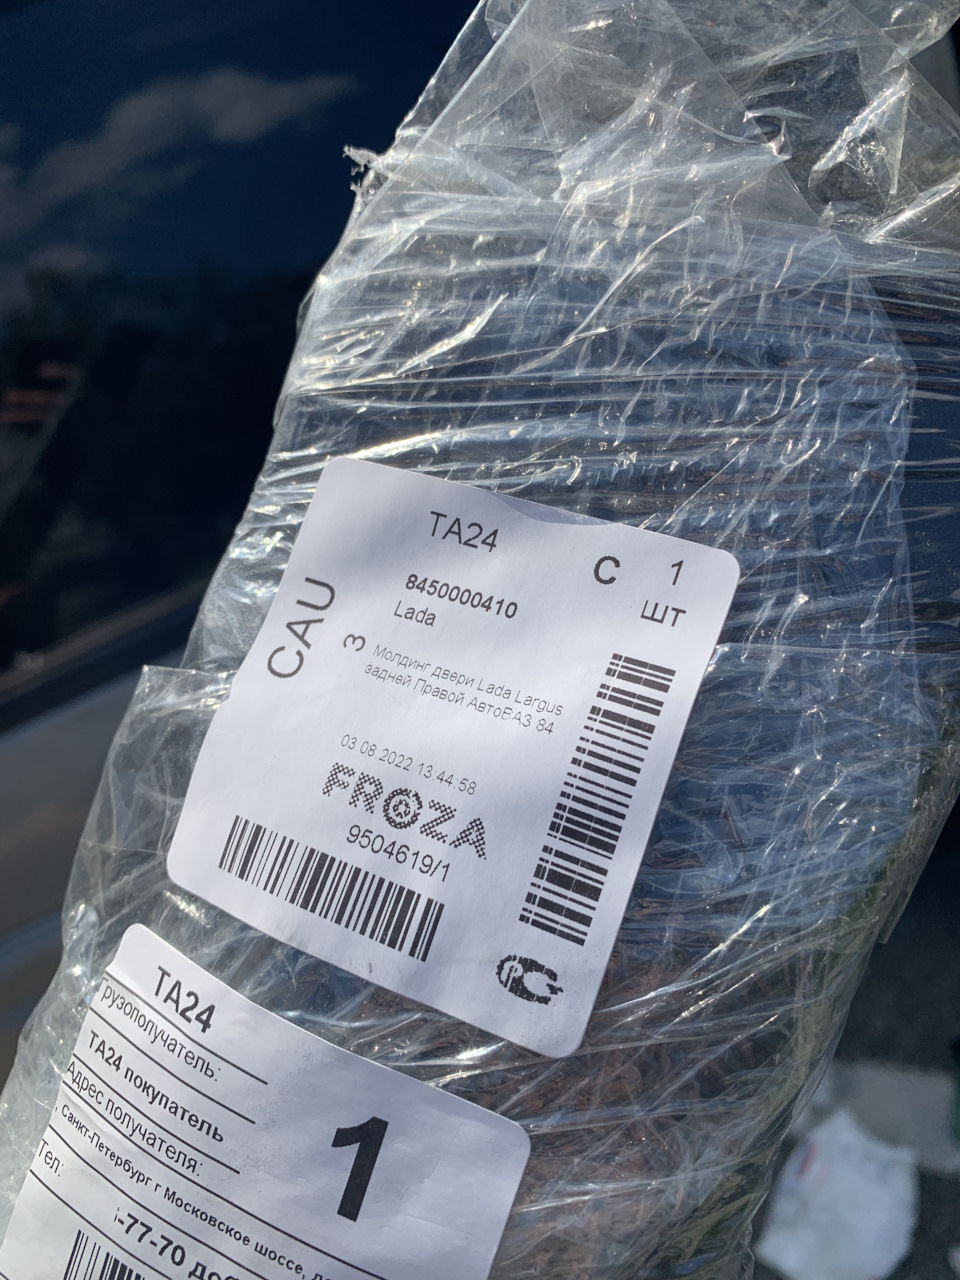 TA24
C 1
шт
8450000410
Lada
CAU
3
Молдинг двери Lada Largus
задней Правой АвтоВАЗ 84
03.08.2022 13:44:58
FROZA
9504619/1
TA24
Грузополучатель:
TA24 покупатель
Адрес получателя:
, Санкт-Петербург г Московское шоссе,
Тел:
-77-70
1